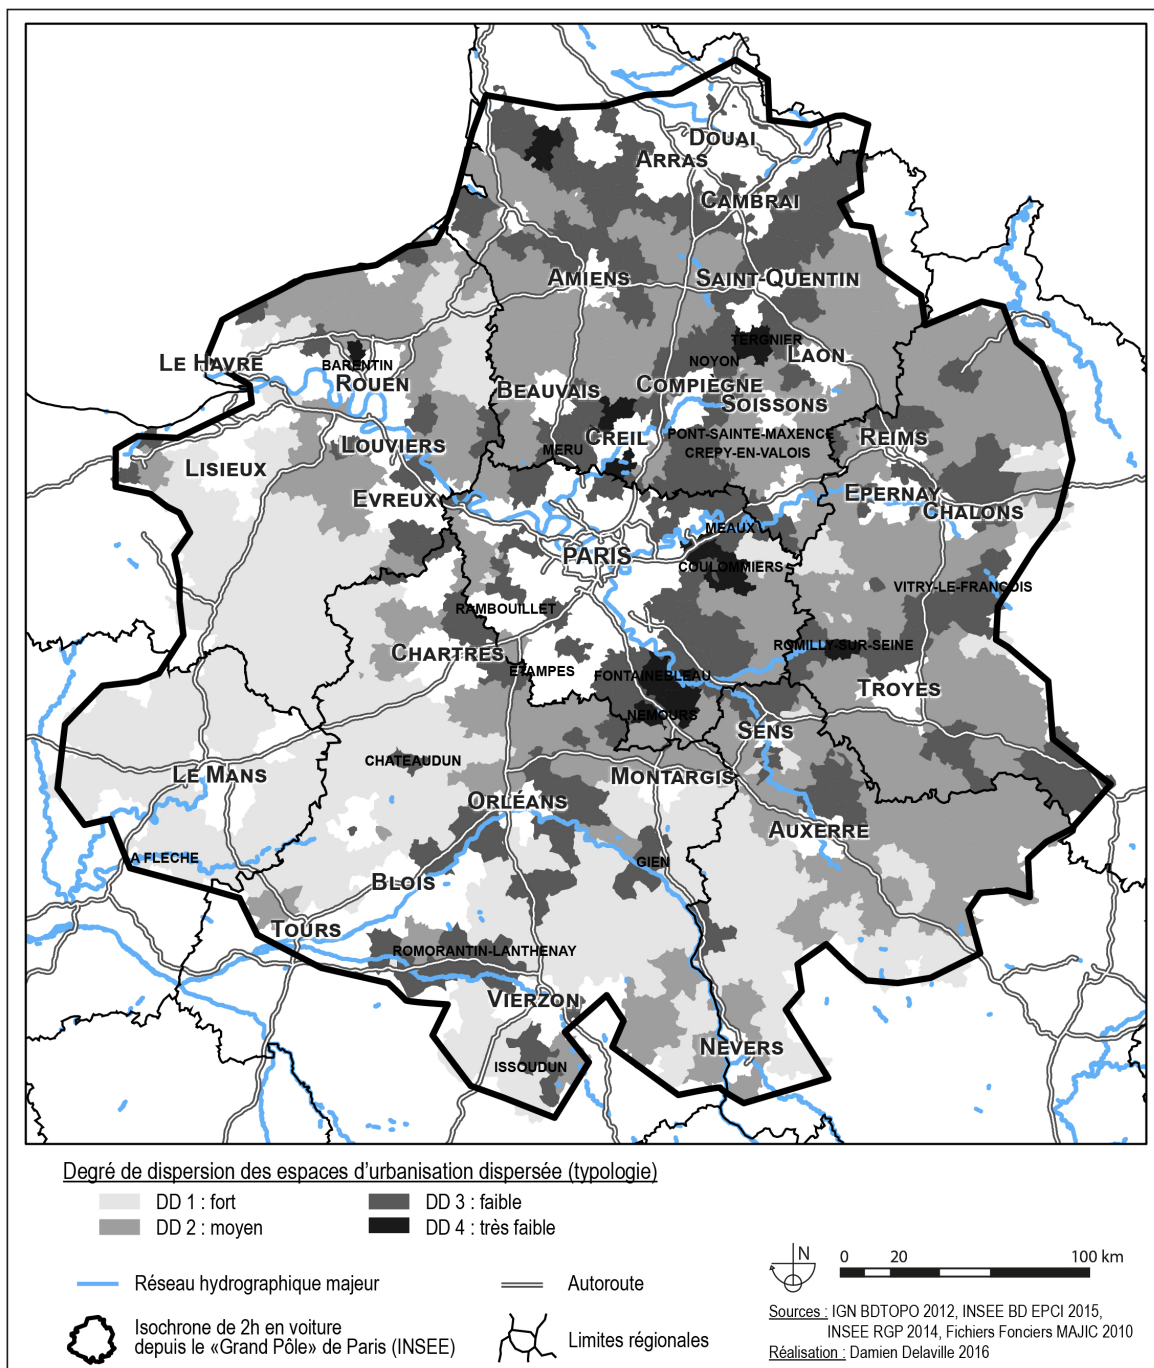 DOUAI
ARRAS
CAMBRAI
AMIENS
SAINT-QUENTIN
TERGNIER
LE HAVRE
BARENTIN
NOYON
LAON
ROUEN
BEAUVAIS
COMPIÈGNE
SOISSONS
LOUVIERS
CREIL
PONT-SAINTE-MAXENCE
REIMS
MERU
CREPY-EN-VALOIS
LISIEUX
EVREUX
EPERNAY
CHALONS
MEAUX
PARIS
COULOMMIERS
VITRY-LE-FRANÇOIS
RAMBOUILLET
CHARTRES
ROMILLY-SUR-SEINE
ETAMPES
FONTAINEBLEAU
TROYES
NEMOURS
SENS
CHATEAUDUN
LE MANS
MONTARGIS
ORLÉANS
AUXERRE
A FLECHE
GIEN
BLOIS
TOURS
ROMORANTIN-LANTHENAY
VIERZON
NEVERS
ISSOUDUN
Degré de dispersion des espaces d'urbanisation dispersée (typologie)
DD 1 : fort
DD 3 : faible
DD 2 : moyen
DD 4 : très faible
Réseau hydrographique majeur
Autoroute
Isochrone de 2h en voiture
depuis le «Grand Pôle» de Paris (INSEE)
Limites régionales
N
0 20 100 km
Sources : IGN BDTOPO 2012, INSEE BD EPCI 2015,
INSEE RGP 2014, Fichiers Fonciers MAJIC 2010
Réalisation : Damien Delaville 2016